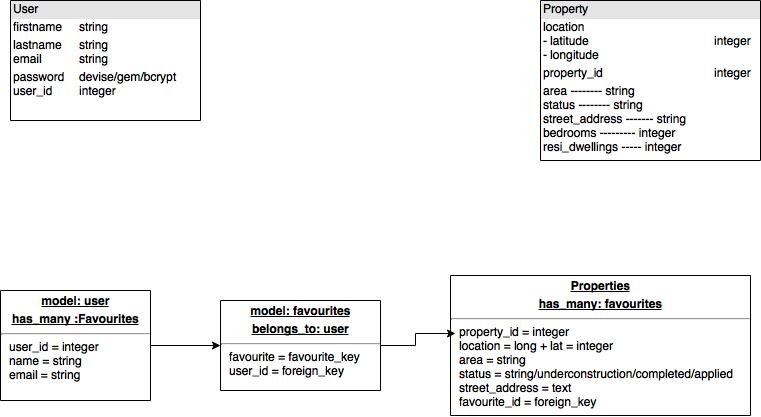 User
firstname string
lastname string
email string
password devise/gem/bcrypt
user_id integer
Property
location
- latitude integer
- longitude
property_id integer
area -------- string
status -------- string
street_address ------- string
bedrooms --------- integer
resi_dwellings ----- integer
model: user
has_many :Favourites
user_id = integer
name = string
email = string
model: favourites
belongs_to: user
favourite = favourite_key
user_id = foreign_key
Properties
has_many: favourites
property_id = integer
location = long + lat = integer
area = string
status = string/underconstruction/completed/applied
street_address = text
favourite_id = foreign_key